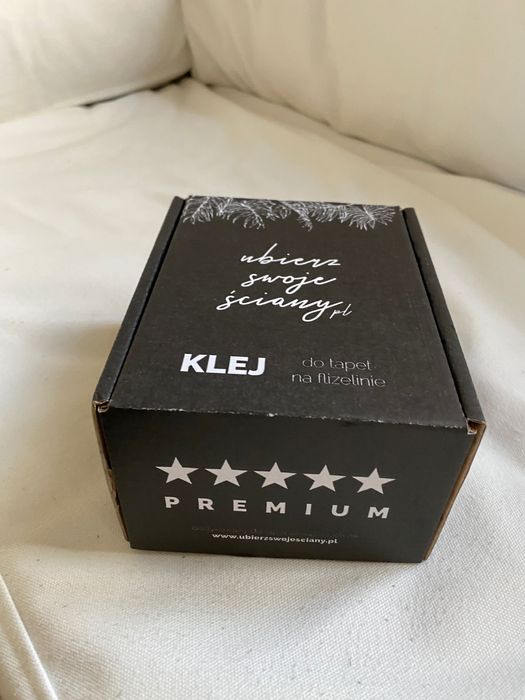 ubierz
swoje
ściany.pl
KLEJ
do tapet
na flizelinie
PREMIUM
www.ubierzswojesciany.pl